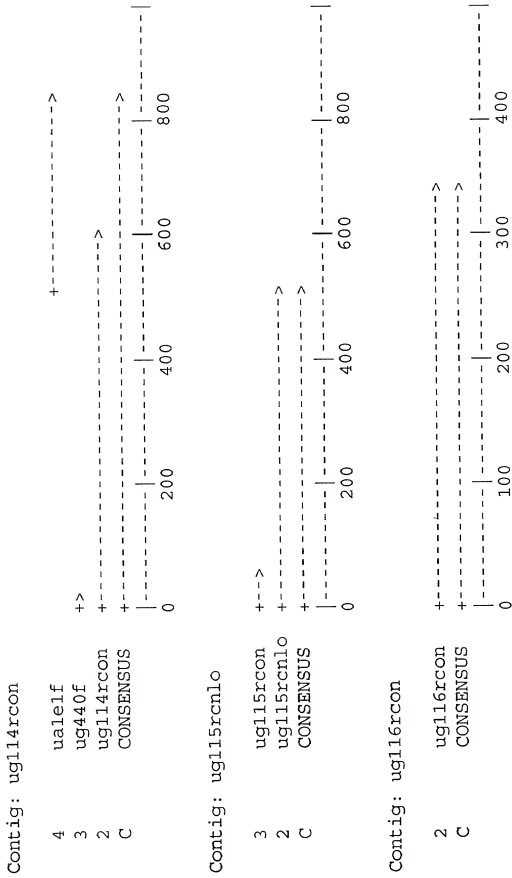 Contig: ug114rcon
4 ua1e1f +---------------->
3 ug440f +>
2 ug114rcon +------------------------------>
C CONSENSUS +------------------------------------------>
|---------|---------|---------|---------|---------|
0 200 400 600 800
Contig: ug115rcnlo
3 ug115rcon +-->
2 ug115rcnlo +-------------------------->
C CONSENSUS +-------------------------->
|---------|---------|---------|---------|---------|
0 200 400 600 800
Contig: ug116rcon
2 ug116rcon +---------------------------------->
C CONSENSUS +---------------------------------->
|---------|---------|---------|---------|---------|
0 100 200 300 400